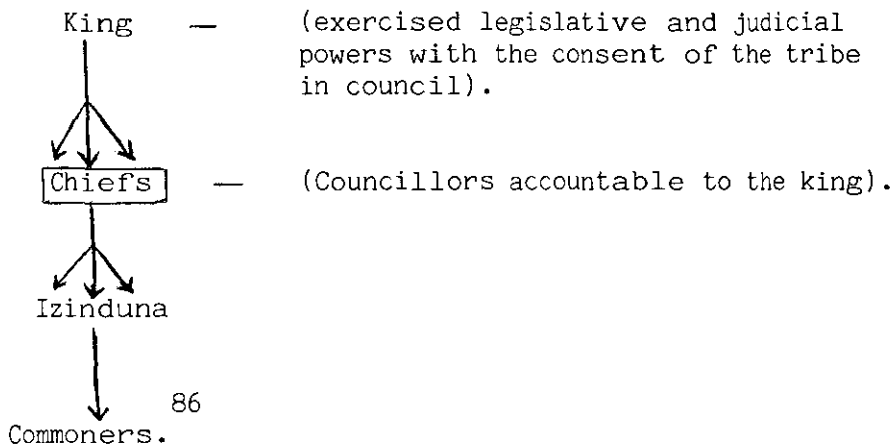 King — (exercised legislative and judicial
powers with the consent of the tribe
in council).
Chiefs — (Councillors accountable to the king).
Izinduna
86
Commoners.